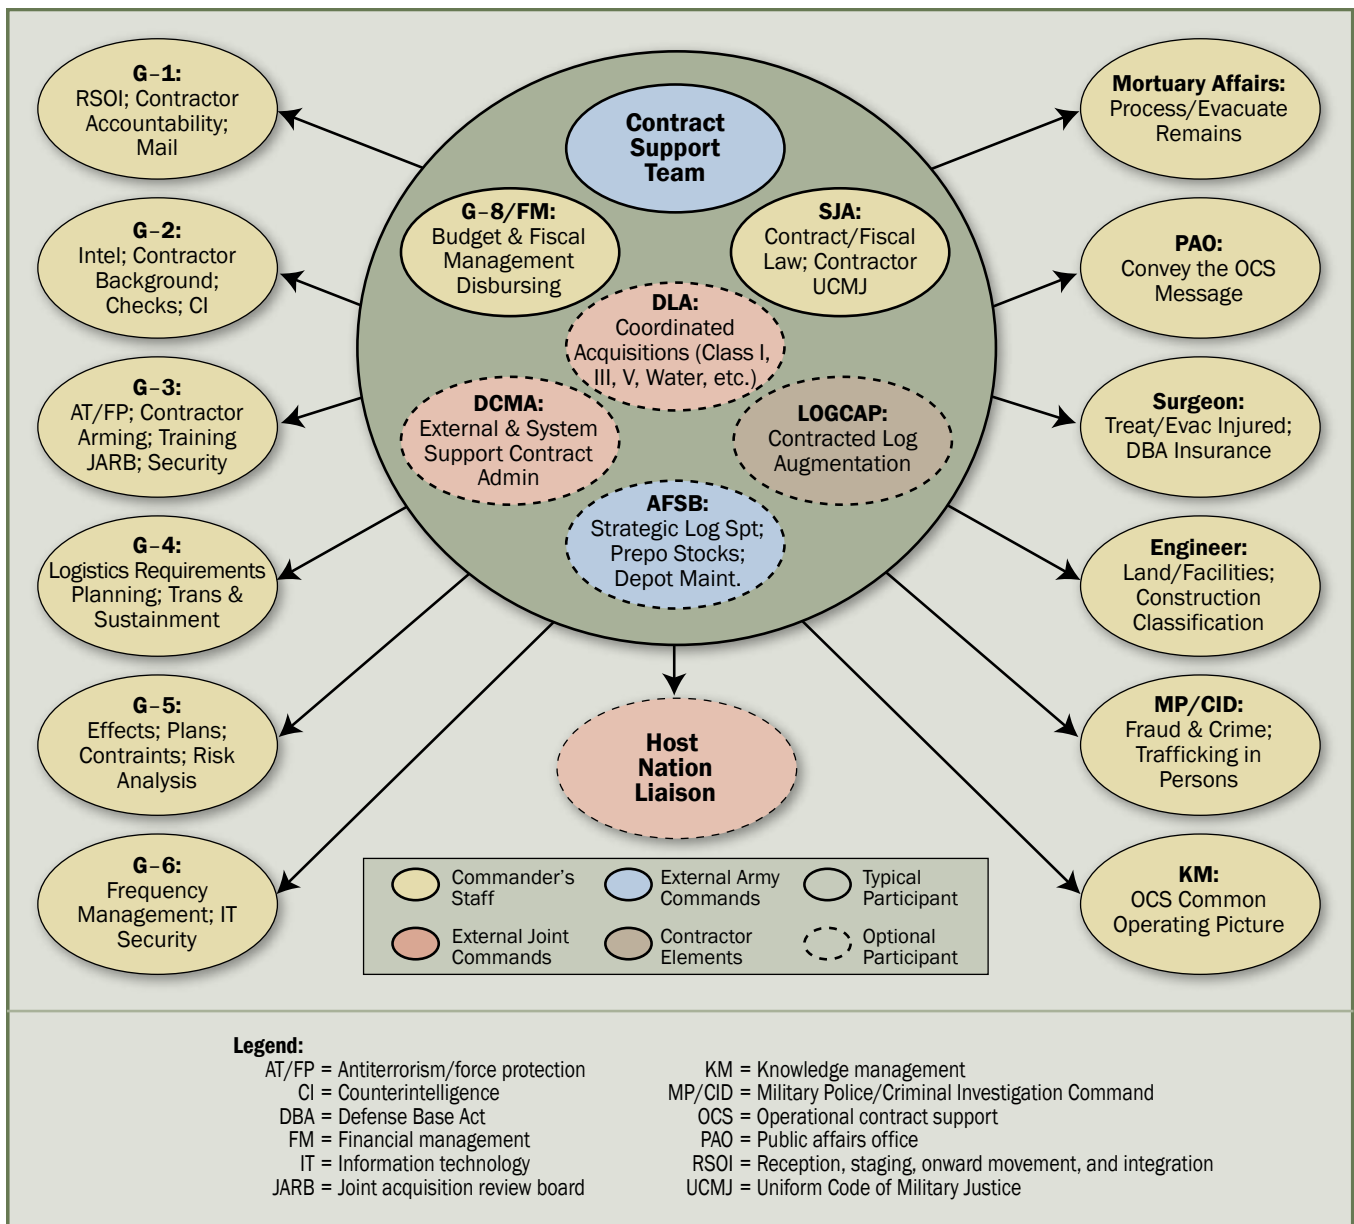 G–1:
RSOI; Contractor
Accountability;
Mail
G–2:
Intel; Contractor
Background;
Checks; CI
G–3:
AT/FP; Contractor
Arming; Training
JARB; Security
G–4:
Logistics Requirements
Planning; Trans &
Sustainment
G–5:
Effects; Plans;
Contraints; Risk
Analysis
G–6:
Frequency
Management; IT
Security
Contract
Support
Team
G–8/FM:
Budget & Fiscal
Management
Disbursing
SJA:
Contract/Fiscal
Law; Contractor
UCMJ
DLA:
Coordinated
Acquisitions (Class I,
III, V, Water, etc.)
DCMA:
External & System
Support Contract
Admin
LOGCAP:
Contracted Log
Augmentation
AFSB:
Strategic Log Spt;
Prepo Stocks;
Depot Maint.
Host
Nation
Liaison
Mortuary Affairs:
Process/Evacuate
Remains
PAO:
Convey the OCS
Message
Surgeon:
Treat/Evac Injured;
DBA Insurance
Engineer:
Land/Facilities;
Construction
Classification
MP/CID:
Fraud & Crime;
Trafficking in
Persons
KM:
OCS Common
Operating Picture
Commander's
Staff
External Army
Commands
Typical
Participant
External Joint
Commands
Contractor
Elements
Optional
Participant
Legend:
AT/FP = Antiterrorism/force protection
CI = Counterintelligence
DBA = Defense Base Act
FM = Financial management
IT = Information technology
JARB = Joint acquisition review board
KM = Knowledge management
MP/CID = Military Police/Criminal Investigation Command
OCS = Operational contract support
PAO = Public affairs office
RSOI = Reception, staging, onward movement, and integration
UCMJ = Uniform Code of Military Justice